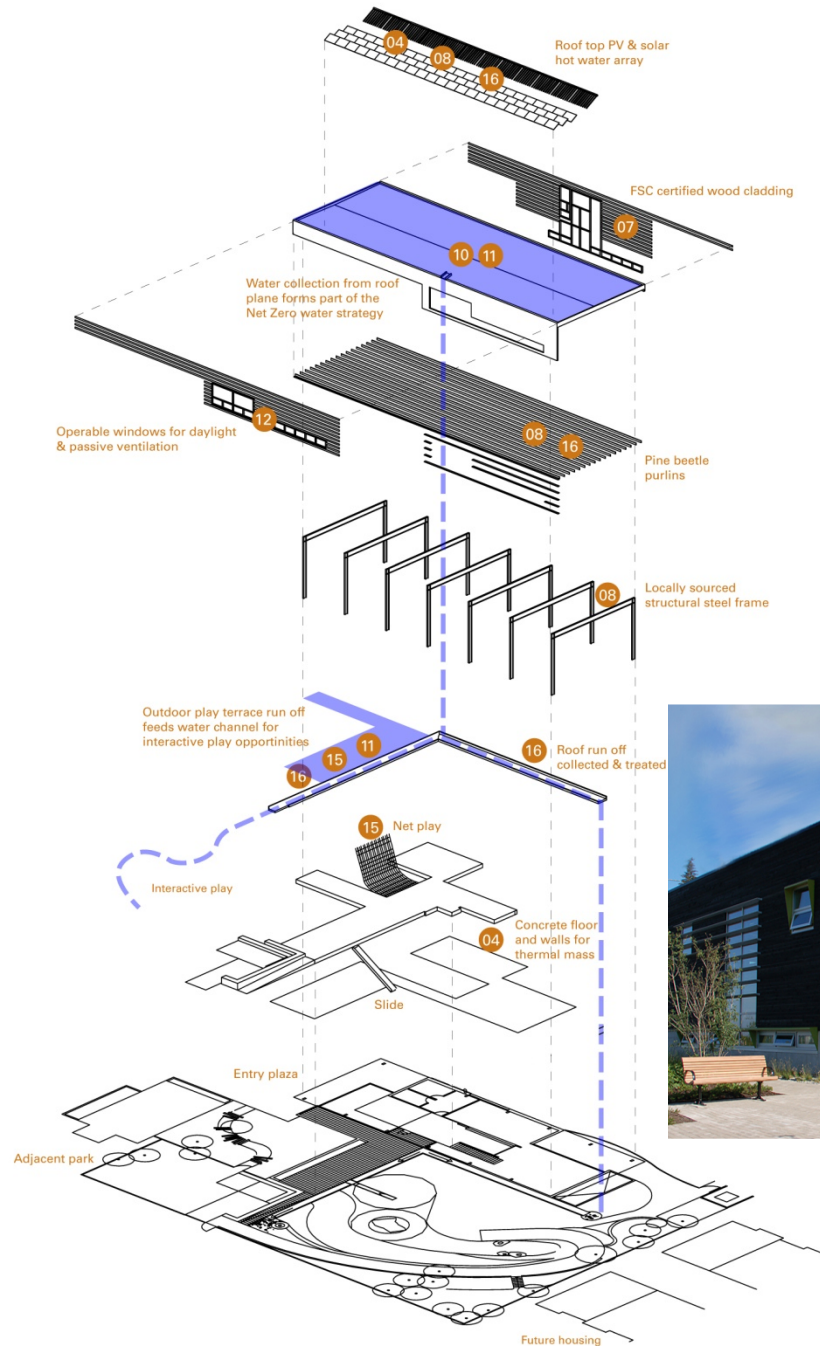 Roof top PV & solar
hot water array
04
08
16
FSC certified wood cladding
07
10
11
Water collection from roof
plane forms part of the
Net Zero water strategy
12
Operable windows for daylight
& passive ventilation
08
16
Pine beetle
purlins
08
Locally sourced
structural steel frame
Outdoor play terrace run off
feeds water channel for
interactive play opportinities
11
15
16
16
Roof run off
collected & treated
15
Net play
Interactive play
04
Concrete floor
and walls for
thermal mass
Slide
Entry plaza
Adjacent park
Future housing